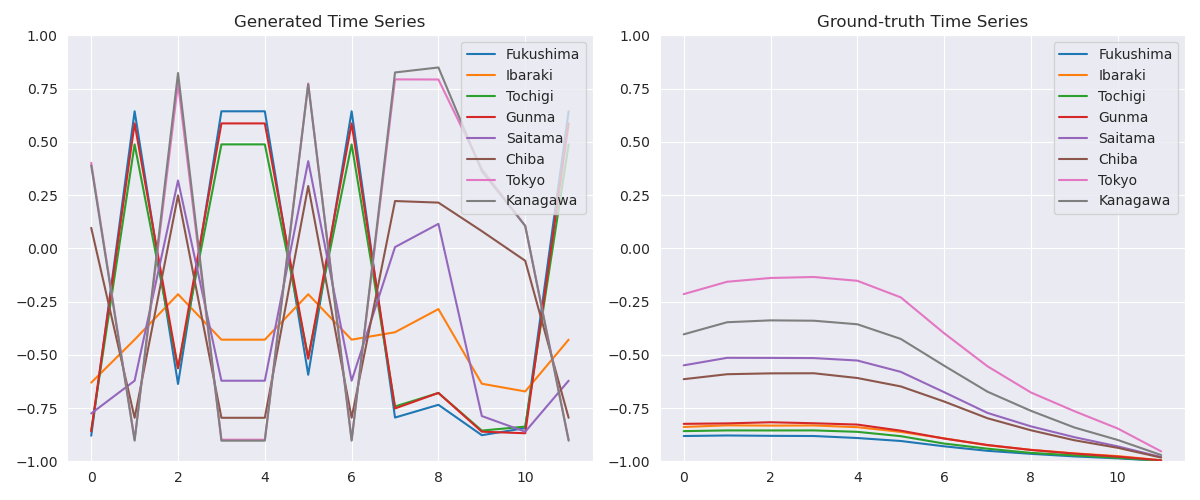 Generated Time Series
1.00
0.75
0.50
0.25
0.00
−0.25
−0.50
−0.75
−1.00
0 2 4 6 8 10
Fukushima
Ibaraki
Tochigi
Gunma
Saitama
Chiba
Tokyo
Kanagawa
Ground-truth Time Series
1.00
0.75
0.50
0.25
0.00
−0.25
−0.50
−0.75
−1.00
0 2 4 6 8 10
Fukushima
Ibaraki
Tochigi
Gunma
Saitama
Chiba
Tokyo
Kanagawa